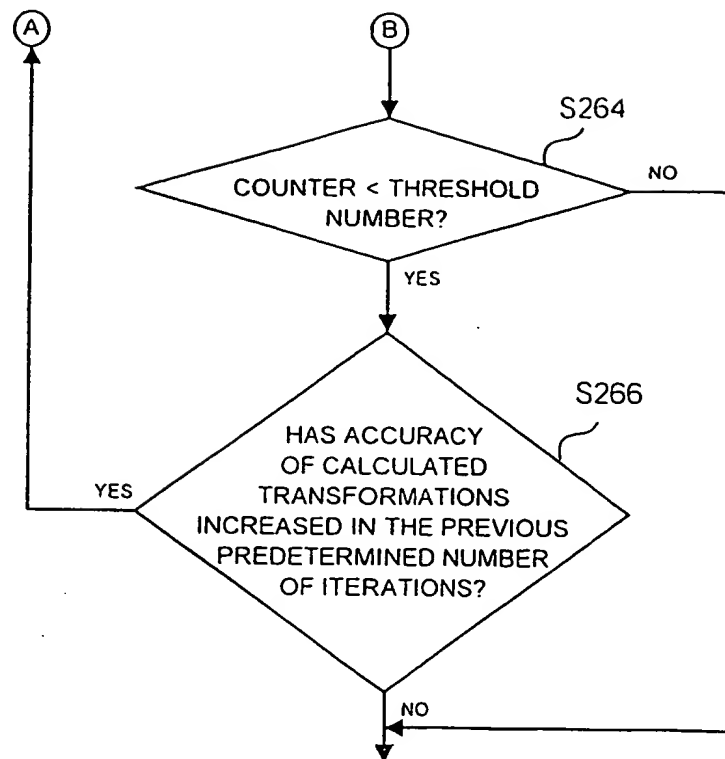 A
B
S264
COUNTER < THRESHOLD
NUMBER?
NO
YES
S266
HAS ACCURACY
OF CALCULATED
TRANSFORMATIONS
INCREASED IN THE PREVIOUS
PREDETERMINED NUMBER
OF ITERATIONS?
YES
NO